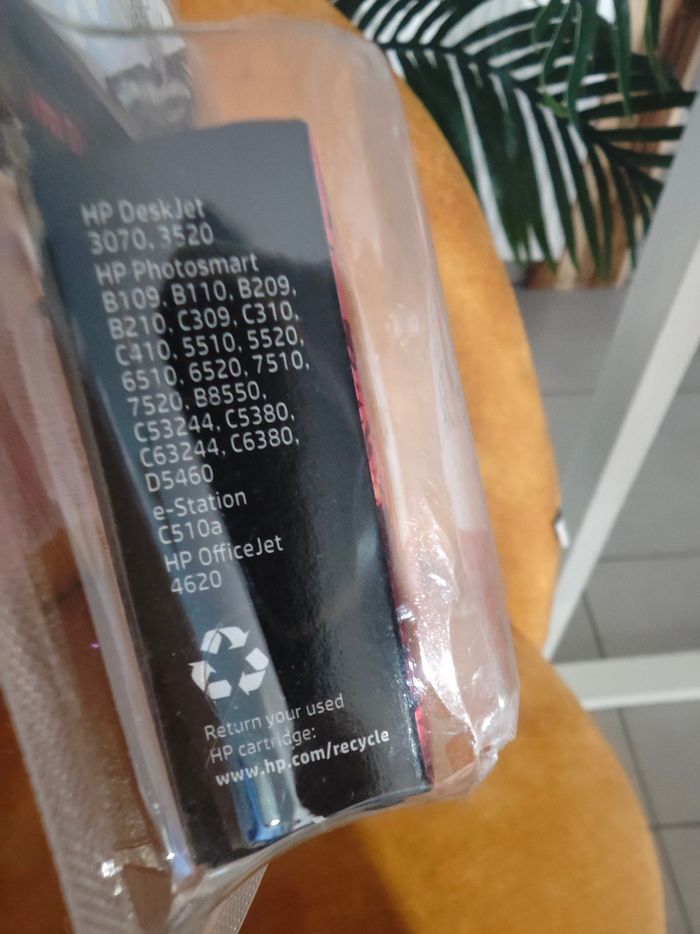 HP DeskJet
3070, 3520
HP Photosmart
B109, B110, B209,
B210, C309, C310,
C410, 5510, 5520,
6510, 6520, 7510,
7520, B8550,
C53244, C5380,
C63244, C6380,
D5460
e-Station
C510a
HP OfficeJet
4620
Return your used
HP cartridge:
www.hp.com/recycle